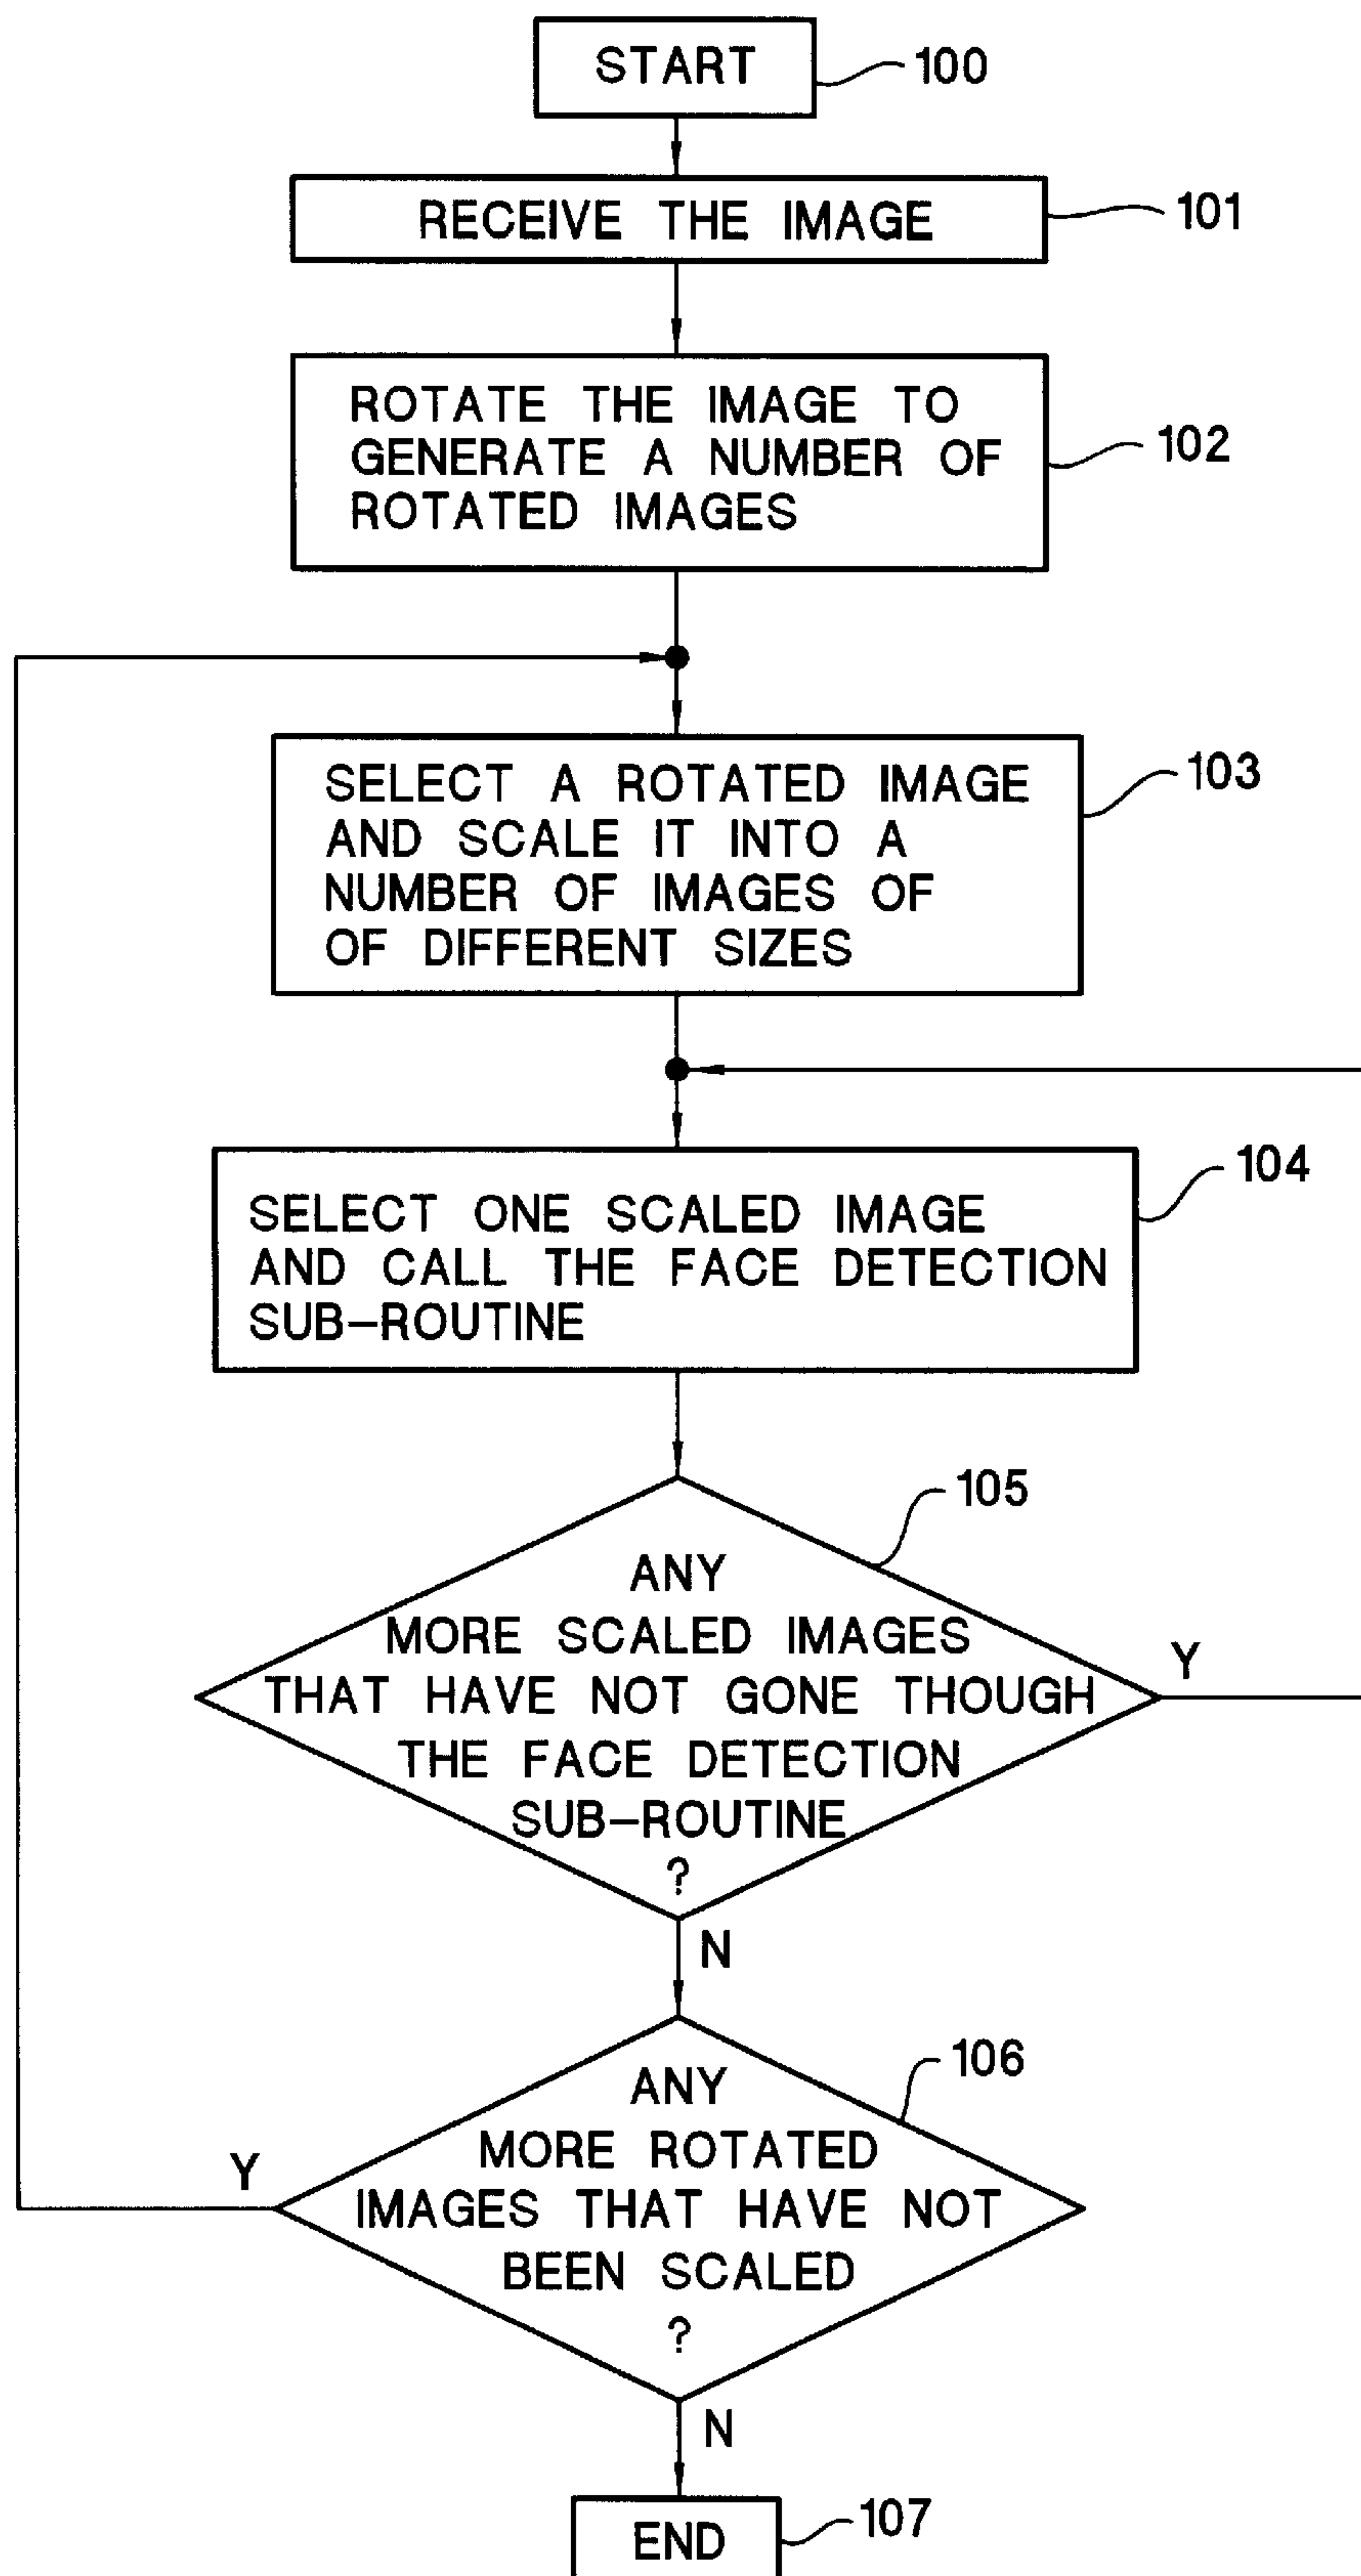 START
100
RECEIVE THE IMAGE
101
ROTATE THE IMAGE TO
GENERATE A NUMBER OF
ROTATED IMAGES
102
SELECT A ROTATED IMAGE
AND SCALE IT INTO A
NUMBER OF IMAGES OF
OF DIFFERENT SIZES
103
SELECT ONE SCALED IMAGE
AND CALL THE FACE DETECTION
SUB-ROUTINE
104
105
ANY
MORE SCALED IMAGES
THAT HAVE NOT GONE THOUGH
THE FACE DETECTION
SUB-ROUTINE
?
Y
N
106
ANY
MORE ROTATED
IMAGES THAT HAVE NOT
BEEN SCALED
?
Y
N
END
107